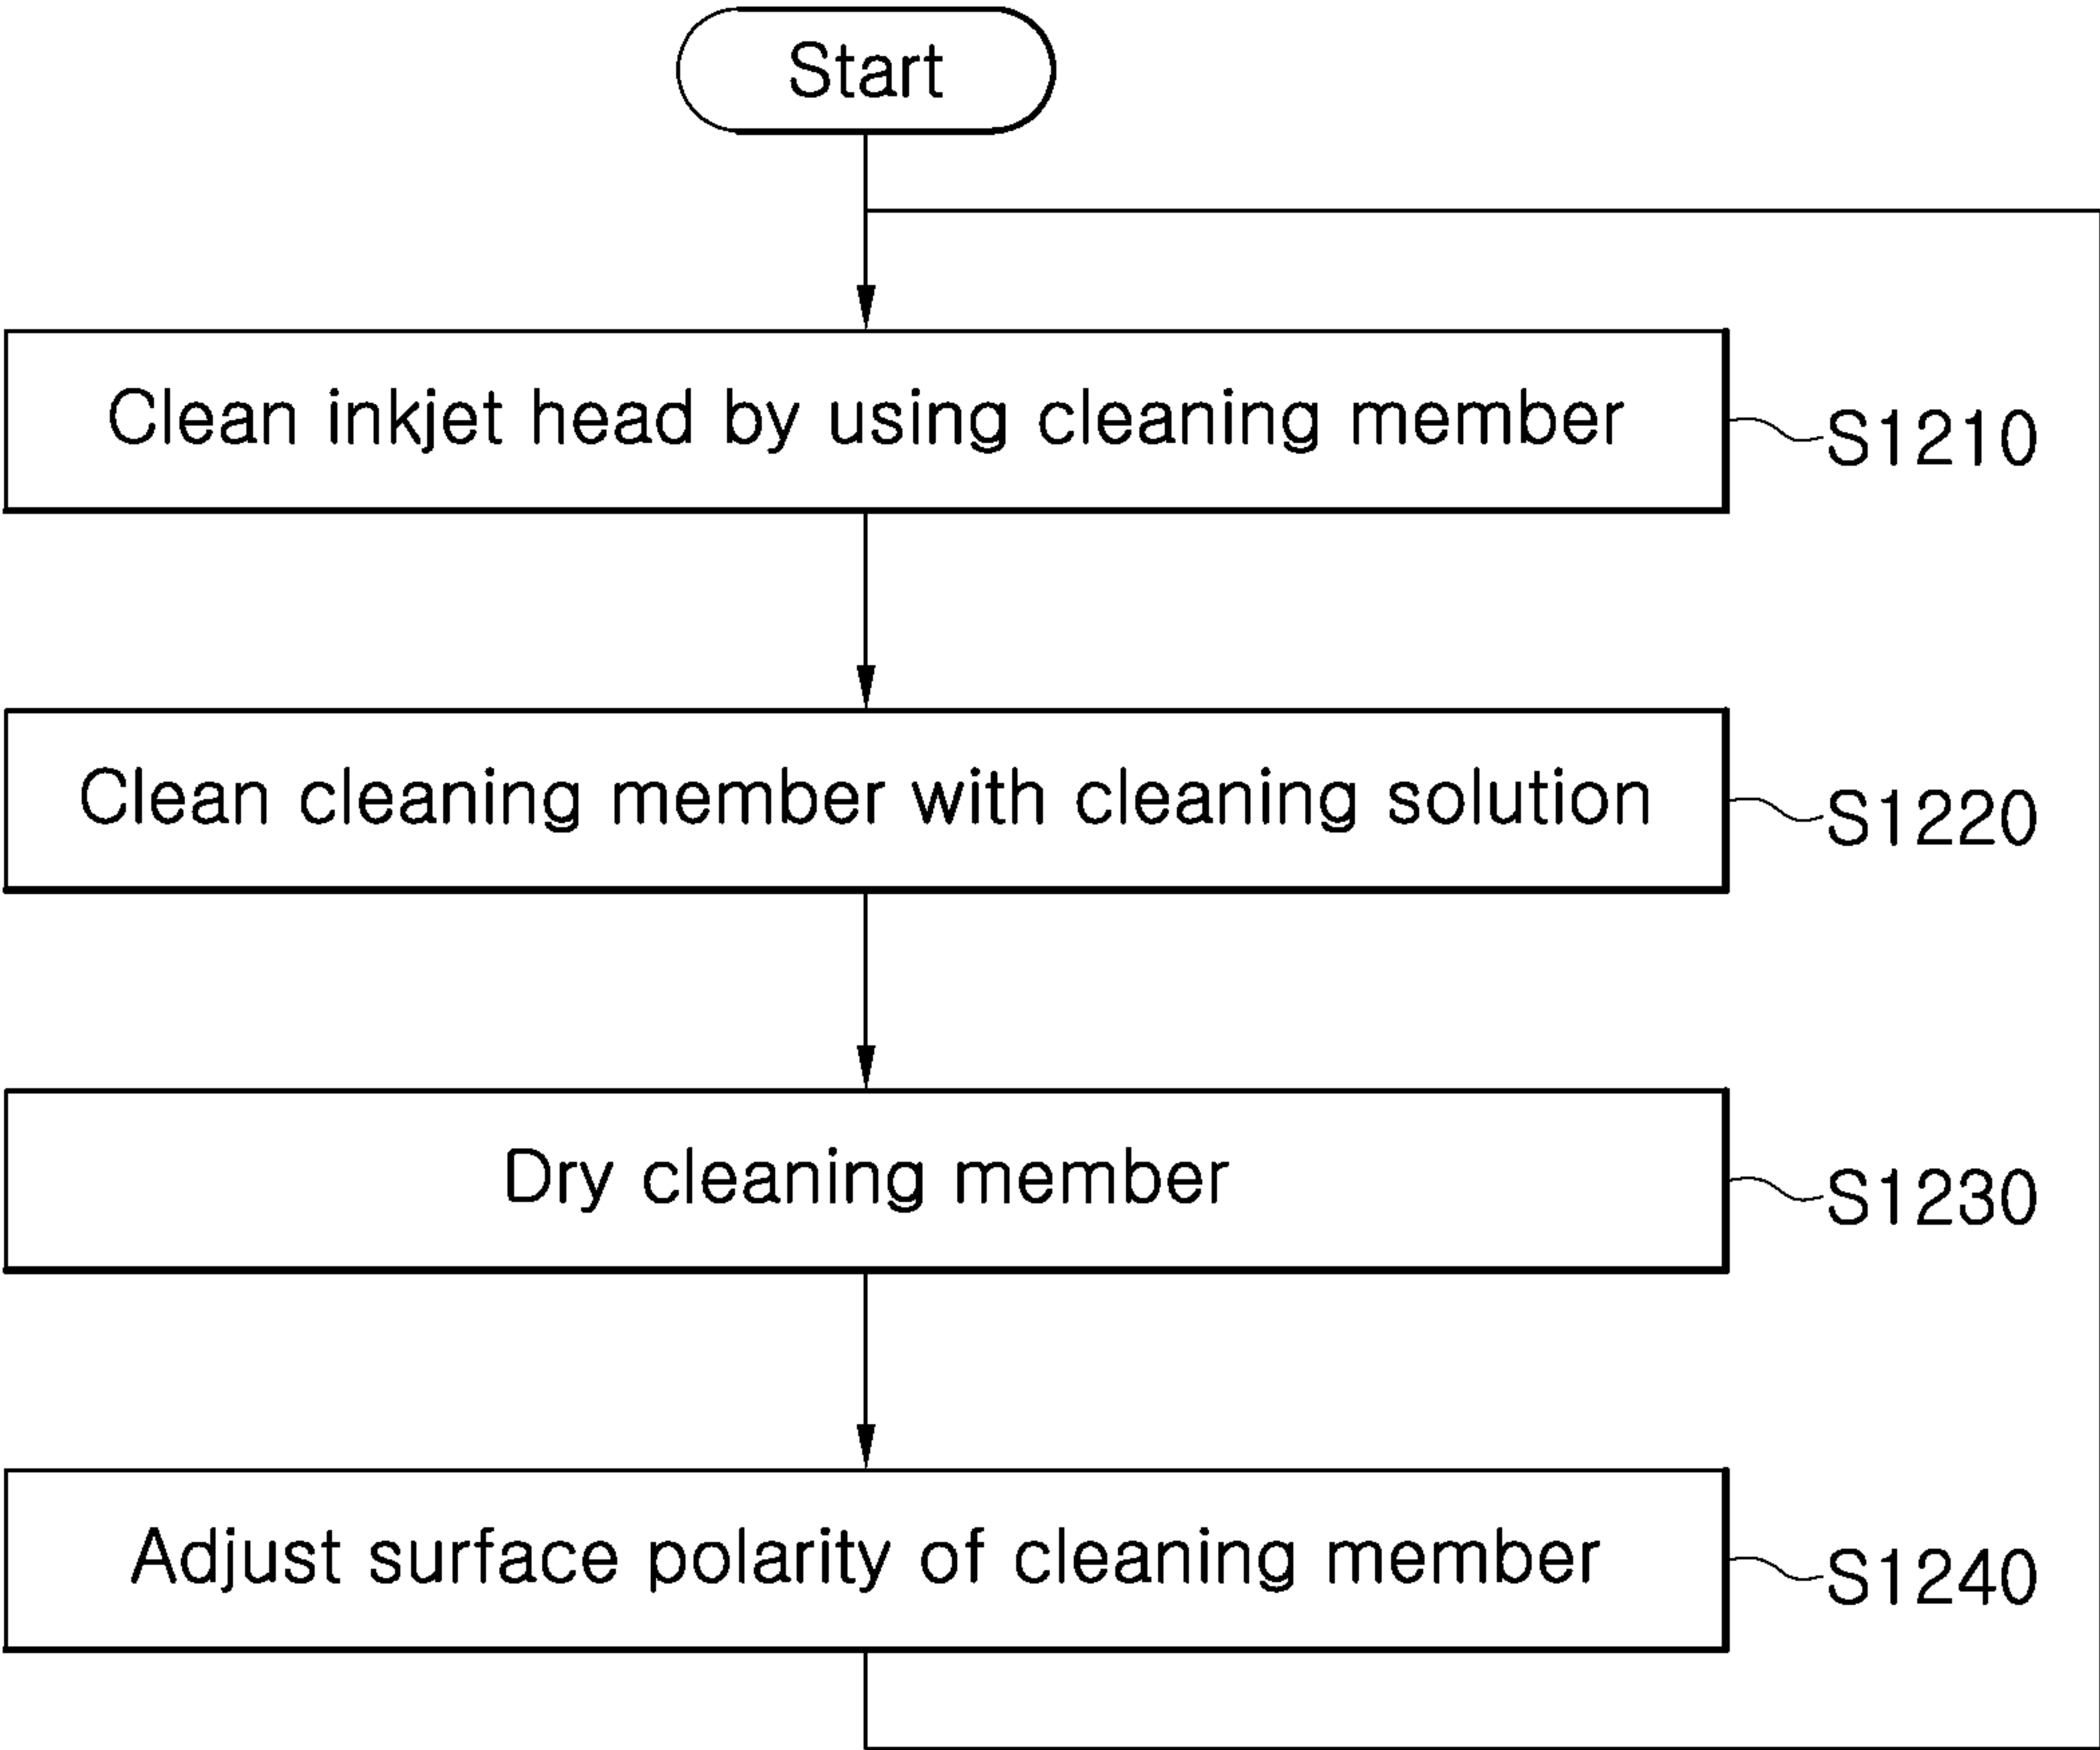 Start
Clean inkjet head by using cleaning member
S1210
Clean cleaning member with cleaning solution
S1220
Dry cleaning member
S1230
Adjust surface polarity of cleaning member
S1240